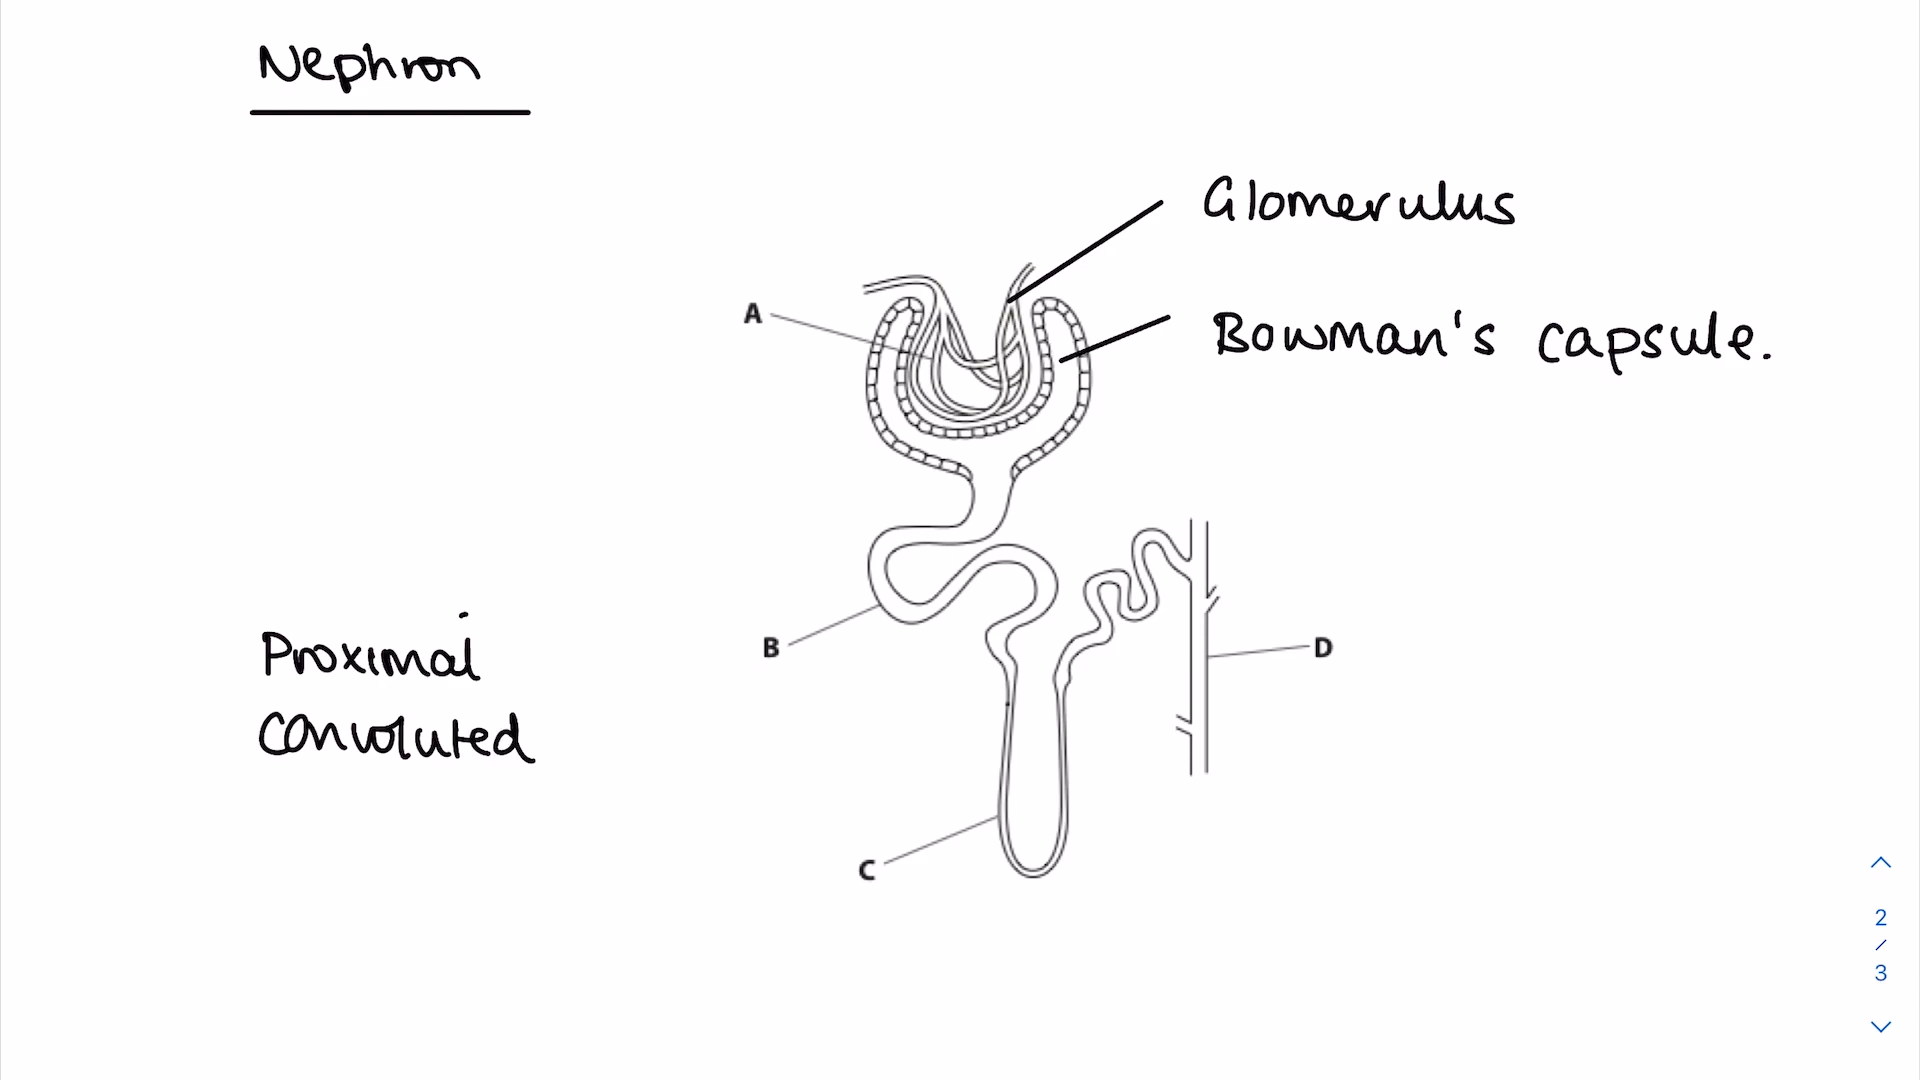 Nephron
Glomerulus
A
Bowman's capsule.
B
D
Proximal
convoluted
C
2
/
3